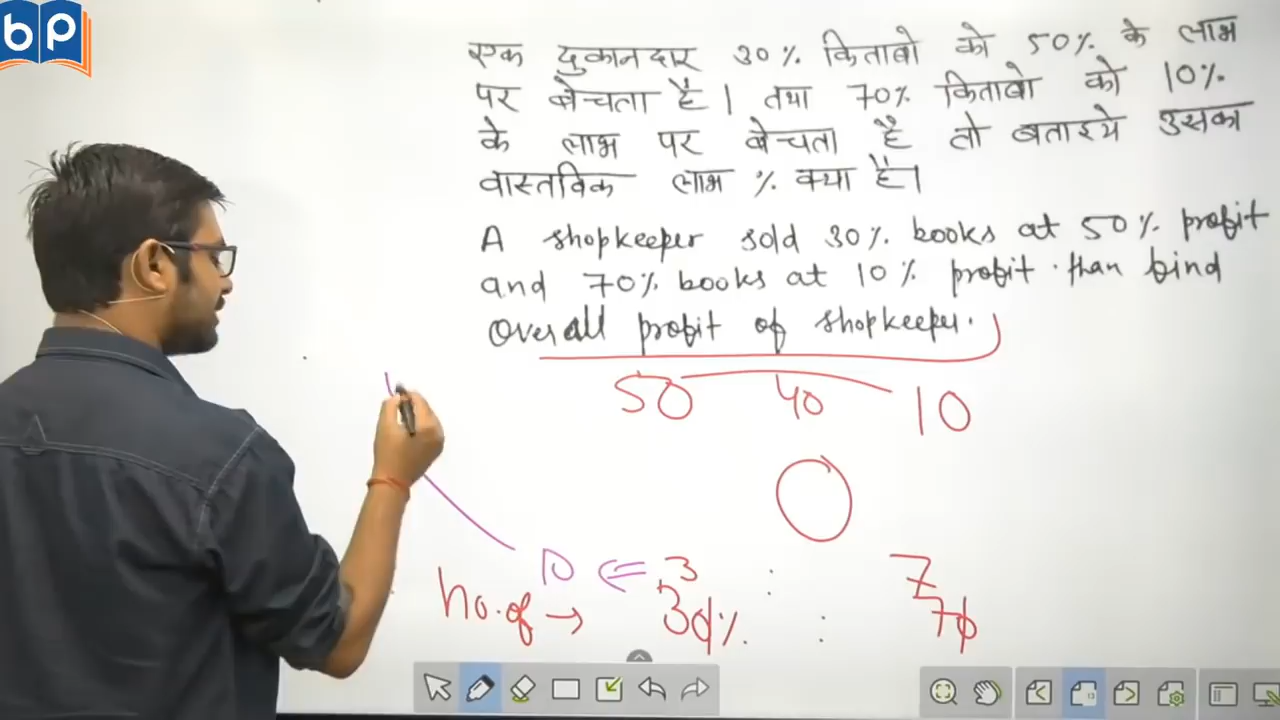 bp
एक दुकानदार 30% किताबो को 50% के लाभ
पर बेचता है। तथा 70% किताबो को 10%
के लाभ पर बेचता है तो बताइये उसका
वास्तविक लाभ % क्या है।
A shopkeeper sold 30% books at 50% profit
and 70% books at 10% profit. than find
overall profit of shopkeeper.
50 40 10
10 ⇐ 3 : 7
no. of → 30% : 70